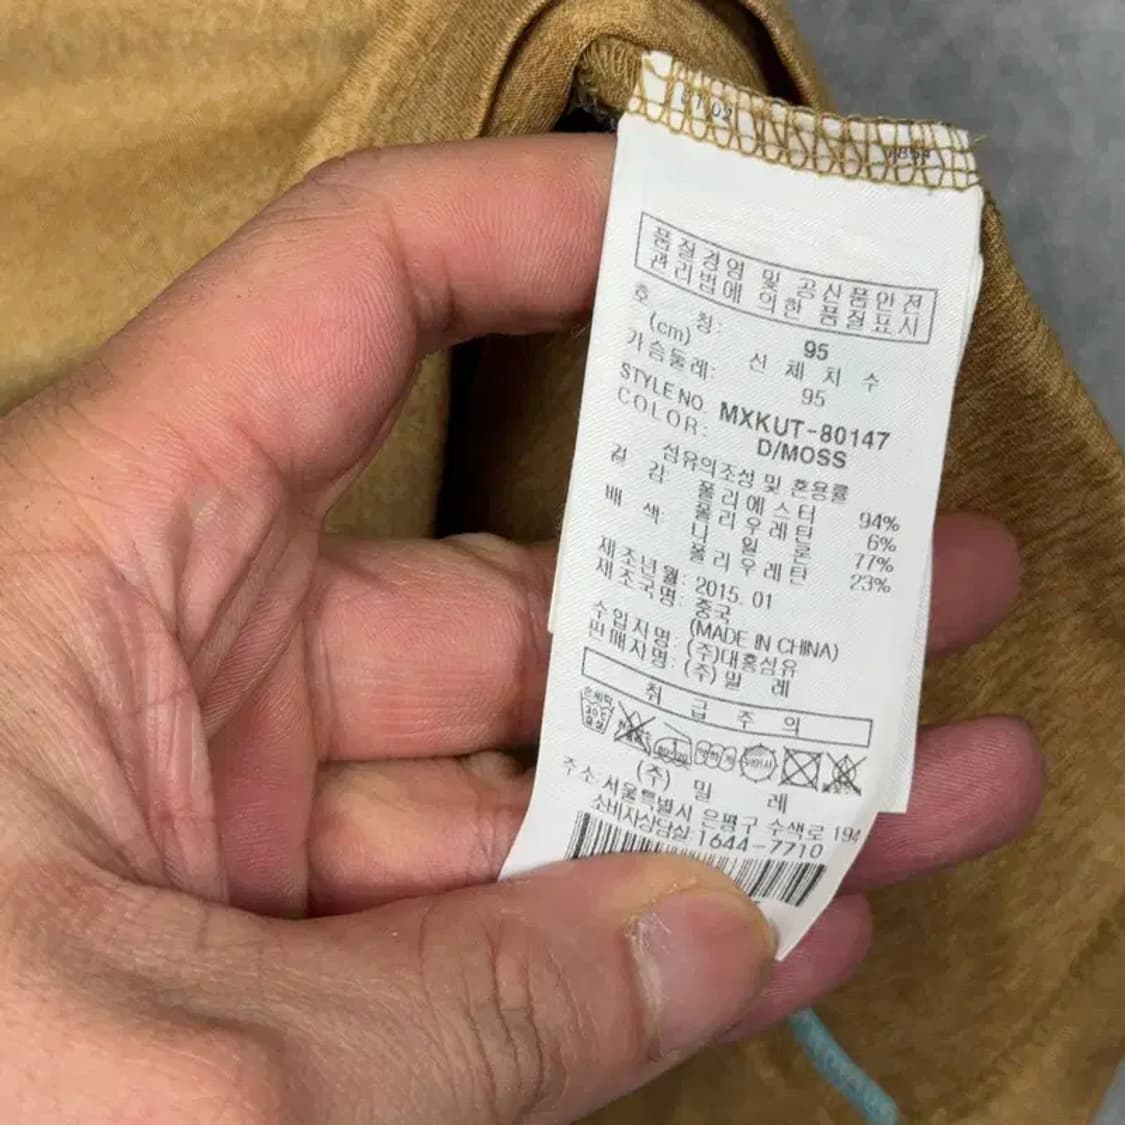 품질경영 및 공산품안전
관리법에 의한 품질표시
호 칭: 95
(cm) 신 체 치 수
가슴둘레: 95
STYLE NO. MXKUT-80147
COLOR: D/MOSS
섬유의조성 및 혼용률
겉 감 폴리에스터 94%
폴리우레탄 6%
배 색 나 일 론 77%
폴리우레탄 23%
제조년월: 2015. 01
제조국명: 중국
(MADE IN CHINA)
수입자명: (주)대홍섬유
판매자명: (주) 밀 레
취 급 주 의
(주) 밀 레
주소:서울특별시 은평구 수색로 194
소비자상담실:1644-7710